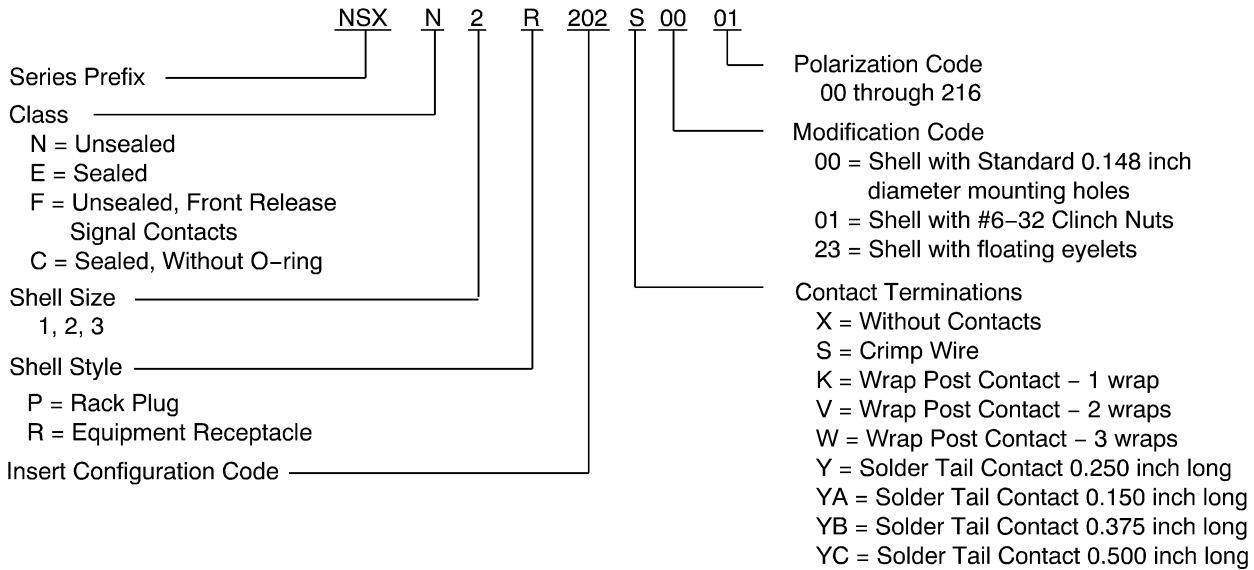 NSX N 2 R 202 S 00 01
Series Prefix
Class
N = Unsealed
E = Sealed
F = Unsealed, Front Release
Signal Contacts
C = Sealed, Without O−ring
Shell Size
1, 2, 3
Shell Style
P = Rack Plug
R = Equipment Receptacle
Insert Configuration Code
Polarization Code
00 through 216
Modification Code
00 = Shell with Standard 0.148 inch
diameter mounting holes
01 = Shell with #6−32 Clinch Nuts
23 = Shell with floating eyelets
Contact Terminations
X = Without Contacts
S = Crimp Wire
K = Wrap Post Contact − 1 wrap
V = Wrap Post Contact − 2 wraps
W = Wrap Post Contact − 3 wraps
Y = Solder Tail Contact 0.250 inch long
YA = Solder Tail Contact 0.150 inch long
YB = Solder Tail Contact 0.375 inch long
YC = Solder Tail Contact 0.500 inch long